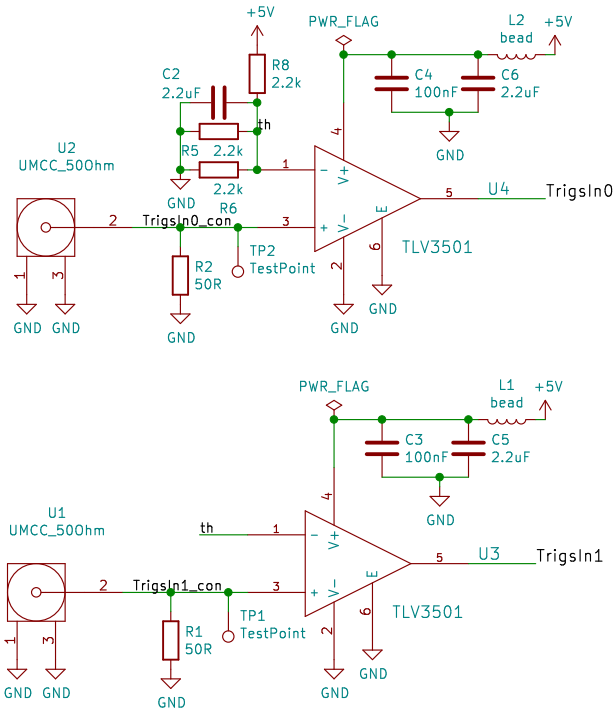 +5V
PWR_FLAG
L2
bead
+5V
R8
2.2k
C2
2.2uF
C4
100nF
C6
2.2uF
th
4
GND
R5
2.2k
U2
UMCC_50Ohm
GND
2.2k
R6
1
−
V+
2
TrigsIn0_con
3
+
V-
E
5
U4
TrigsIn0
TP2
TestPoint
TLV3501
R2
50R
1
3
2
6
GND
GND
GND
GND
GND
PWR_FLAG
L1
bead
+5V
C3
100nF
C5
2.2uF
4
GND
th
1
−
V+
U1
UMCC_50Ohm
5
U3
TrigsIn1
2
TrigsIn1_con
3
+
V-
E
TP1
TestPoint
TLV3501
R1
50R
1
3
2
6
GND
GND
GND
GND
GND